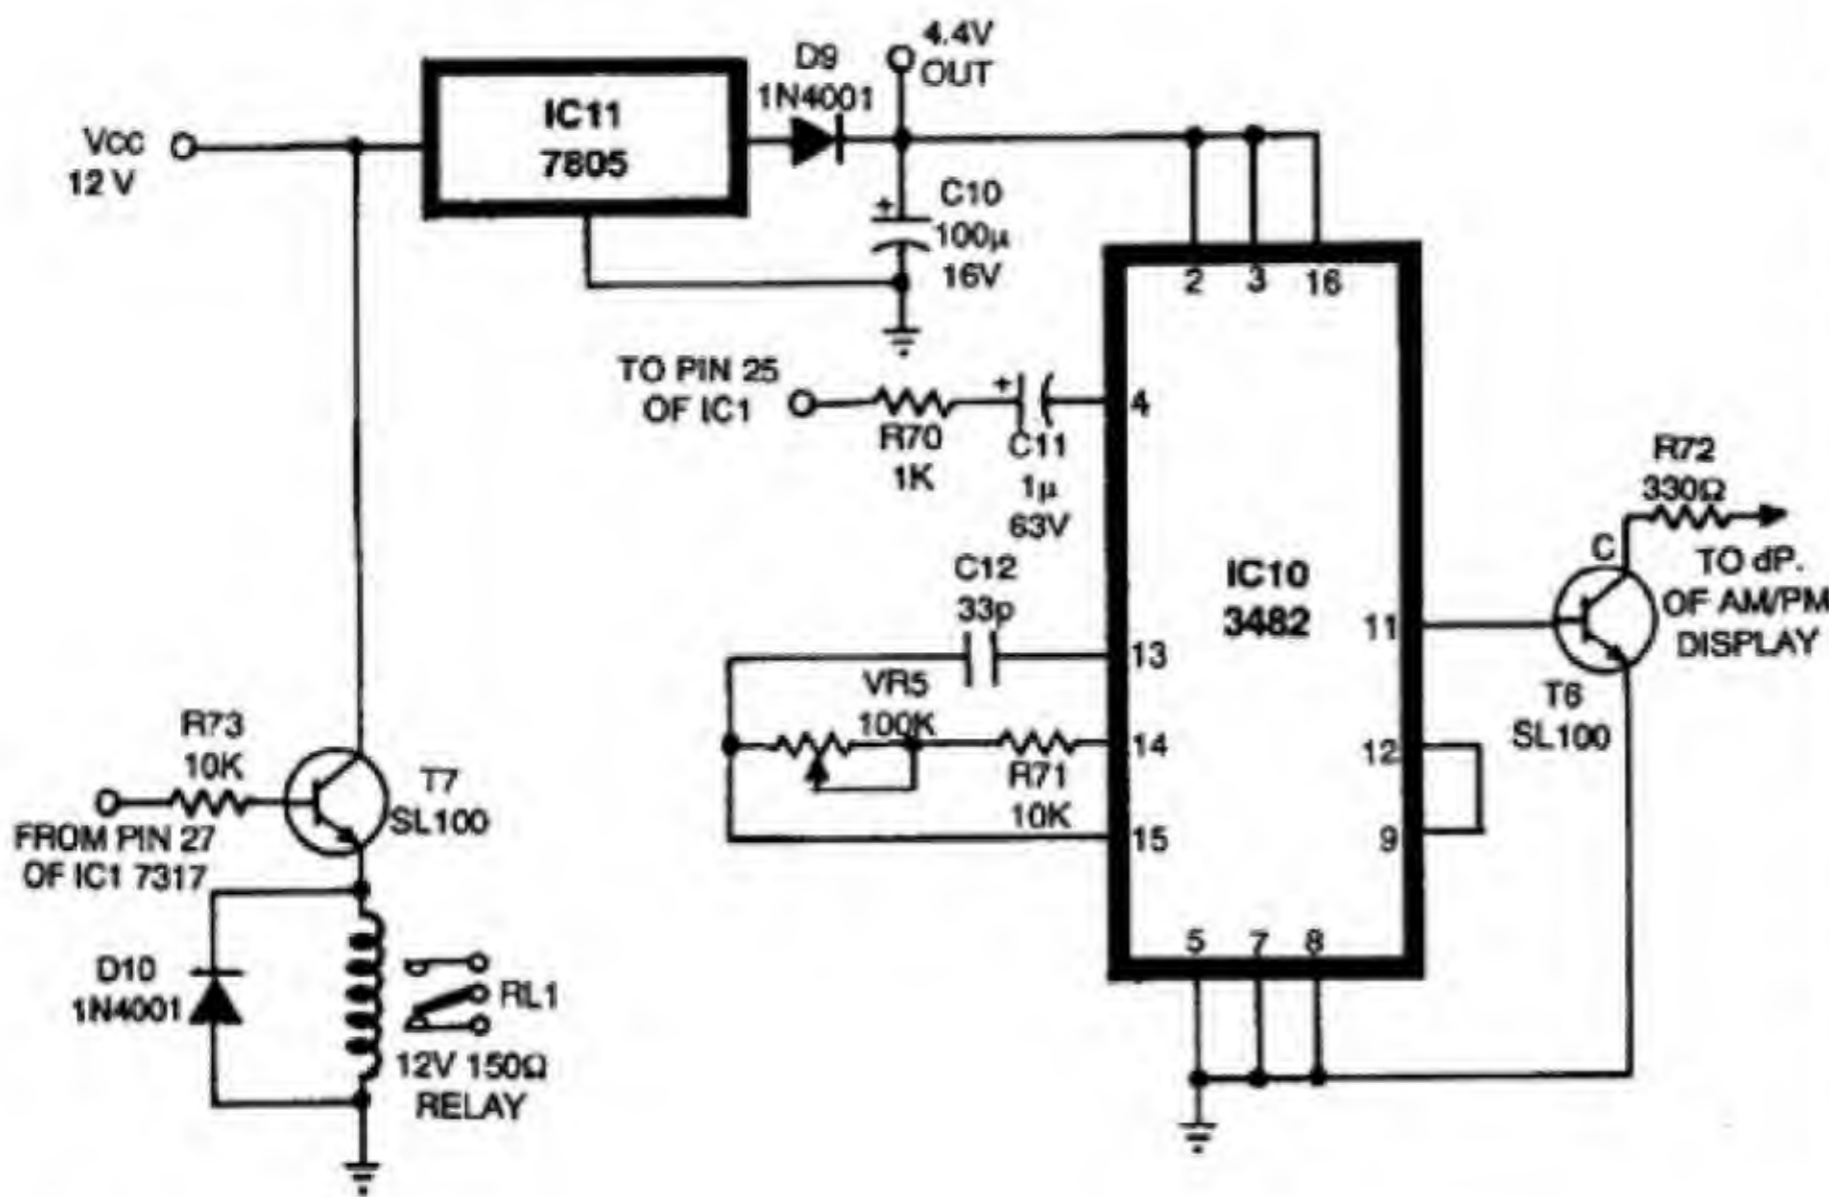 VCC
12 V
IC11
7805
D9
1N4001
4.4V
OUT
+
C10
100µ
16V
2 3 16
TO PIN 25
OF IC1
R70
1K
+
C11
1µ
63V
4
C12
33p
13
VR5
100K
14
R71
10K
15
IC10
3482
11
12
9
5 7 8
R72
330Ω
C
TO dP.
OF AM/PM
DISPLAY
T6
SL100
R73
10K
T7
SL100
FROM PIN 27
OF IC1 7317
D10
1N4001
RL1
12V 150Ω
RELAY